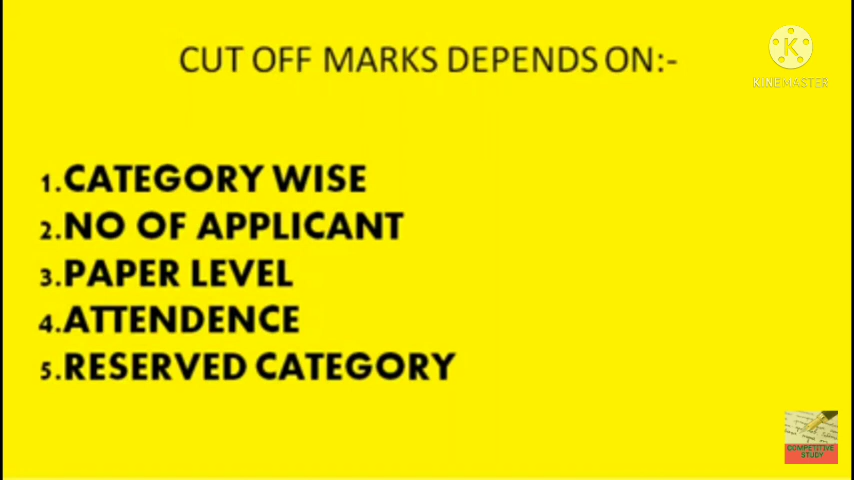 CUT OFF MARKS DEPENDS ON:-
K
KINEMASTER
1.CATEGORY WISE
2.NO OF APPLICANT
3.PAPER LEVEL
4.ATTENDENCE
5.RESERVED CATEGORY
COMPETITIVE
STUDY